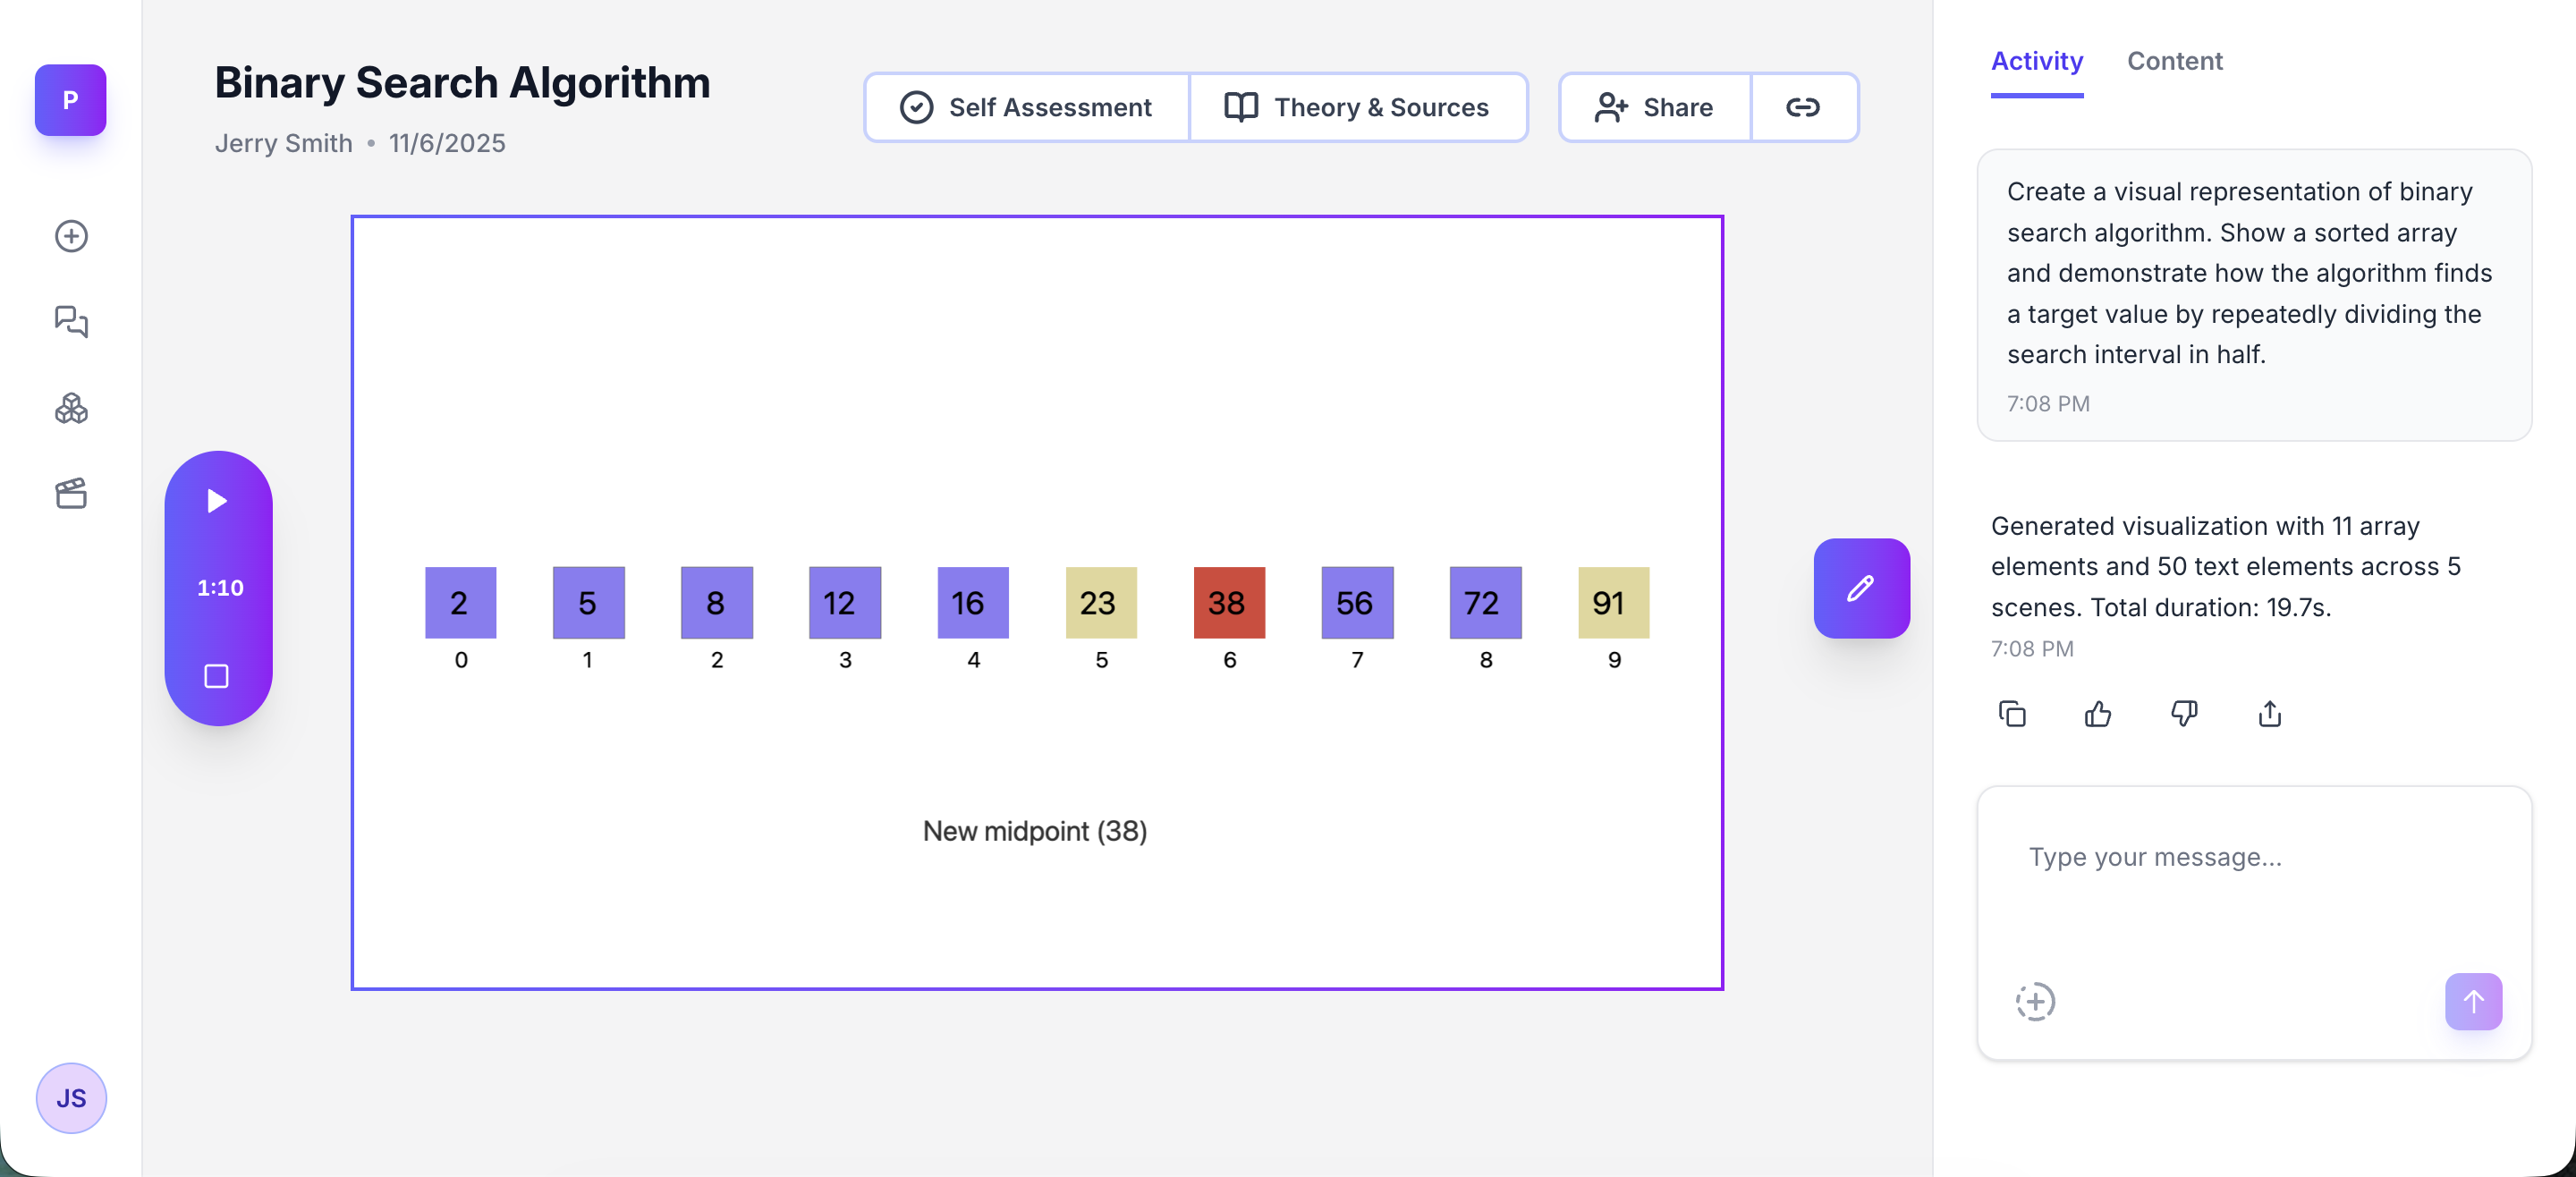 P
Binary Search Algorithm
Jerry Smith • 11/6/2025
Self Assessment
Theory & Sources
Share
1:10
2 5 8 12 16 23 38 56 72 91
0 1 2 3 4 5 6 7 8 9
New midpoint (38)
JS
Activity Content
Create a visual representation of binary
search algorithm. Show a sorted array
and demonstrate how the algorithm finds
a target value by repeatedly dividing the
search interval in half.
7:08 PM
Generated visualization with 11 array
elements and 50 text elements across 5
scenes. Total duration: 19.7s.
7:08 PM
Type your message...